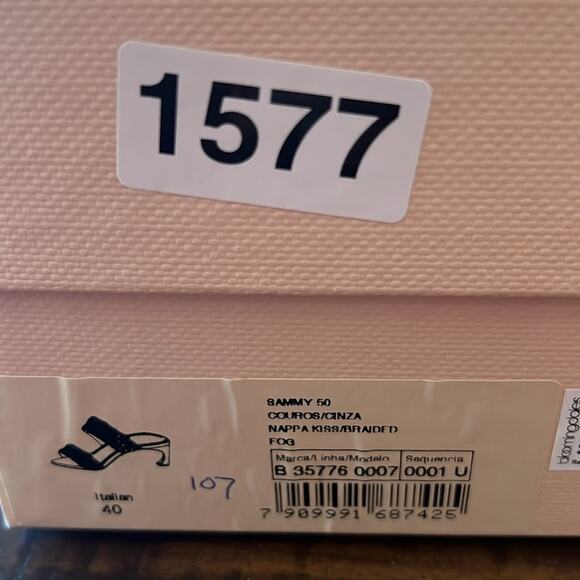 1577
SAMMY 50
COUROS/CINZA
NAPPA KISS/BRAIDED
FOG
Marca/Linha/Modelo Sequencia
B 35776 0007 0001 U
7 909991 687425
Italian
40
107
bloomingdales